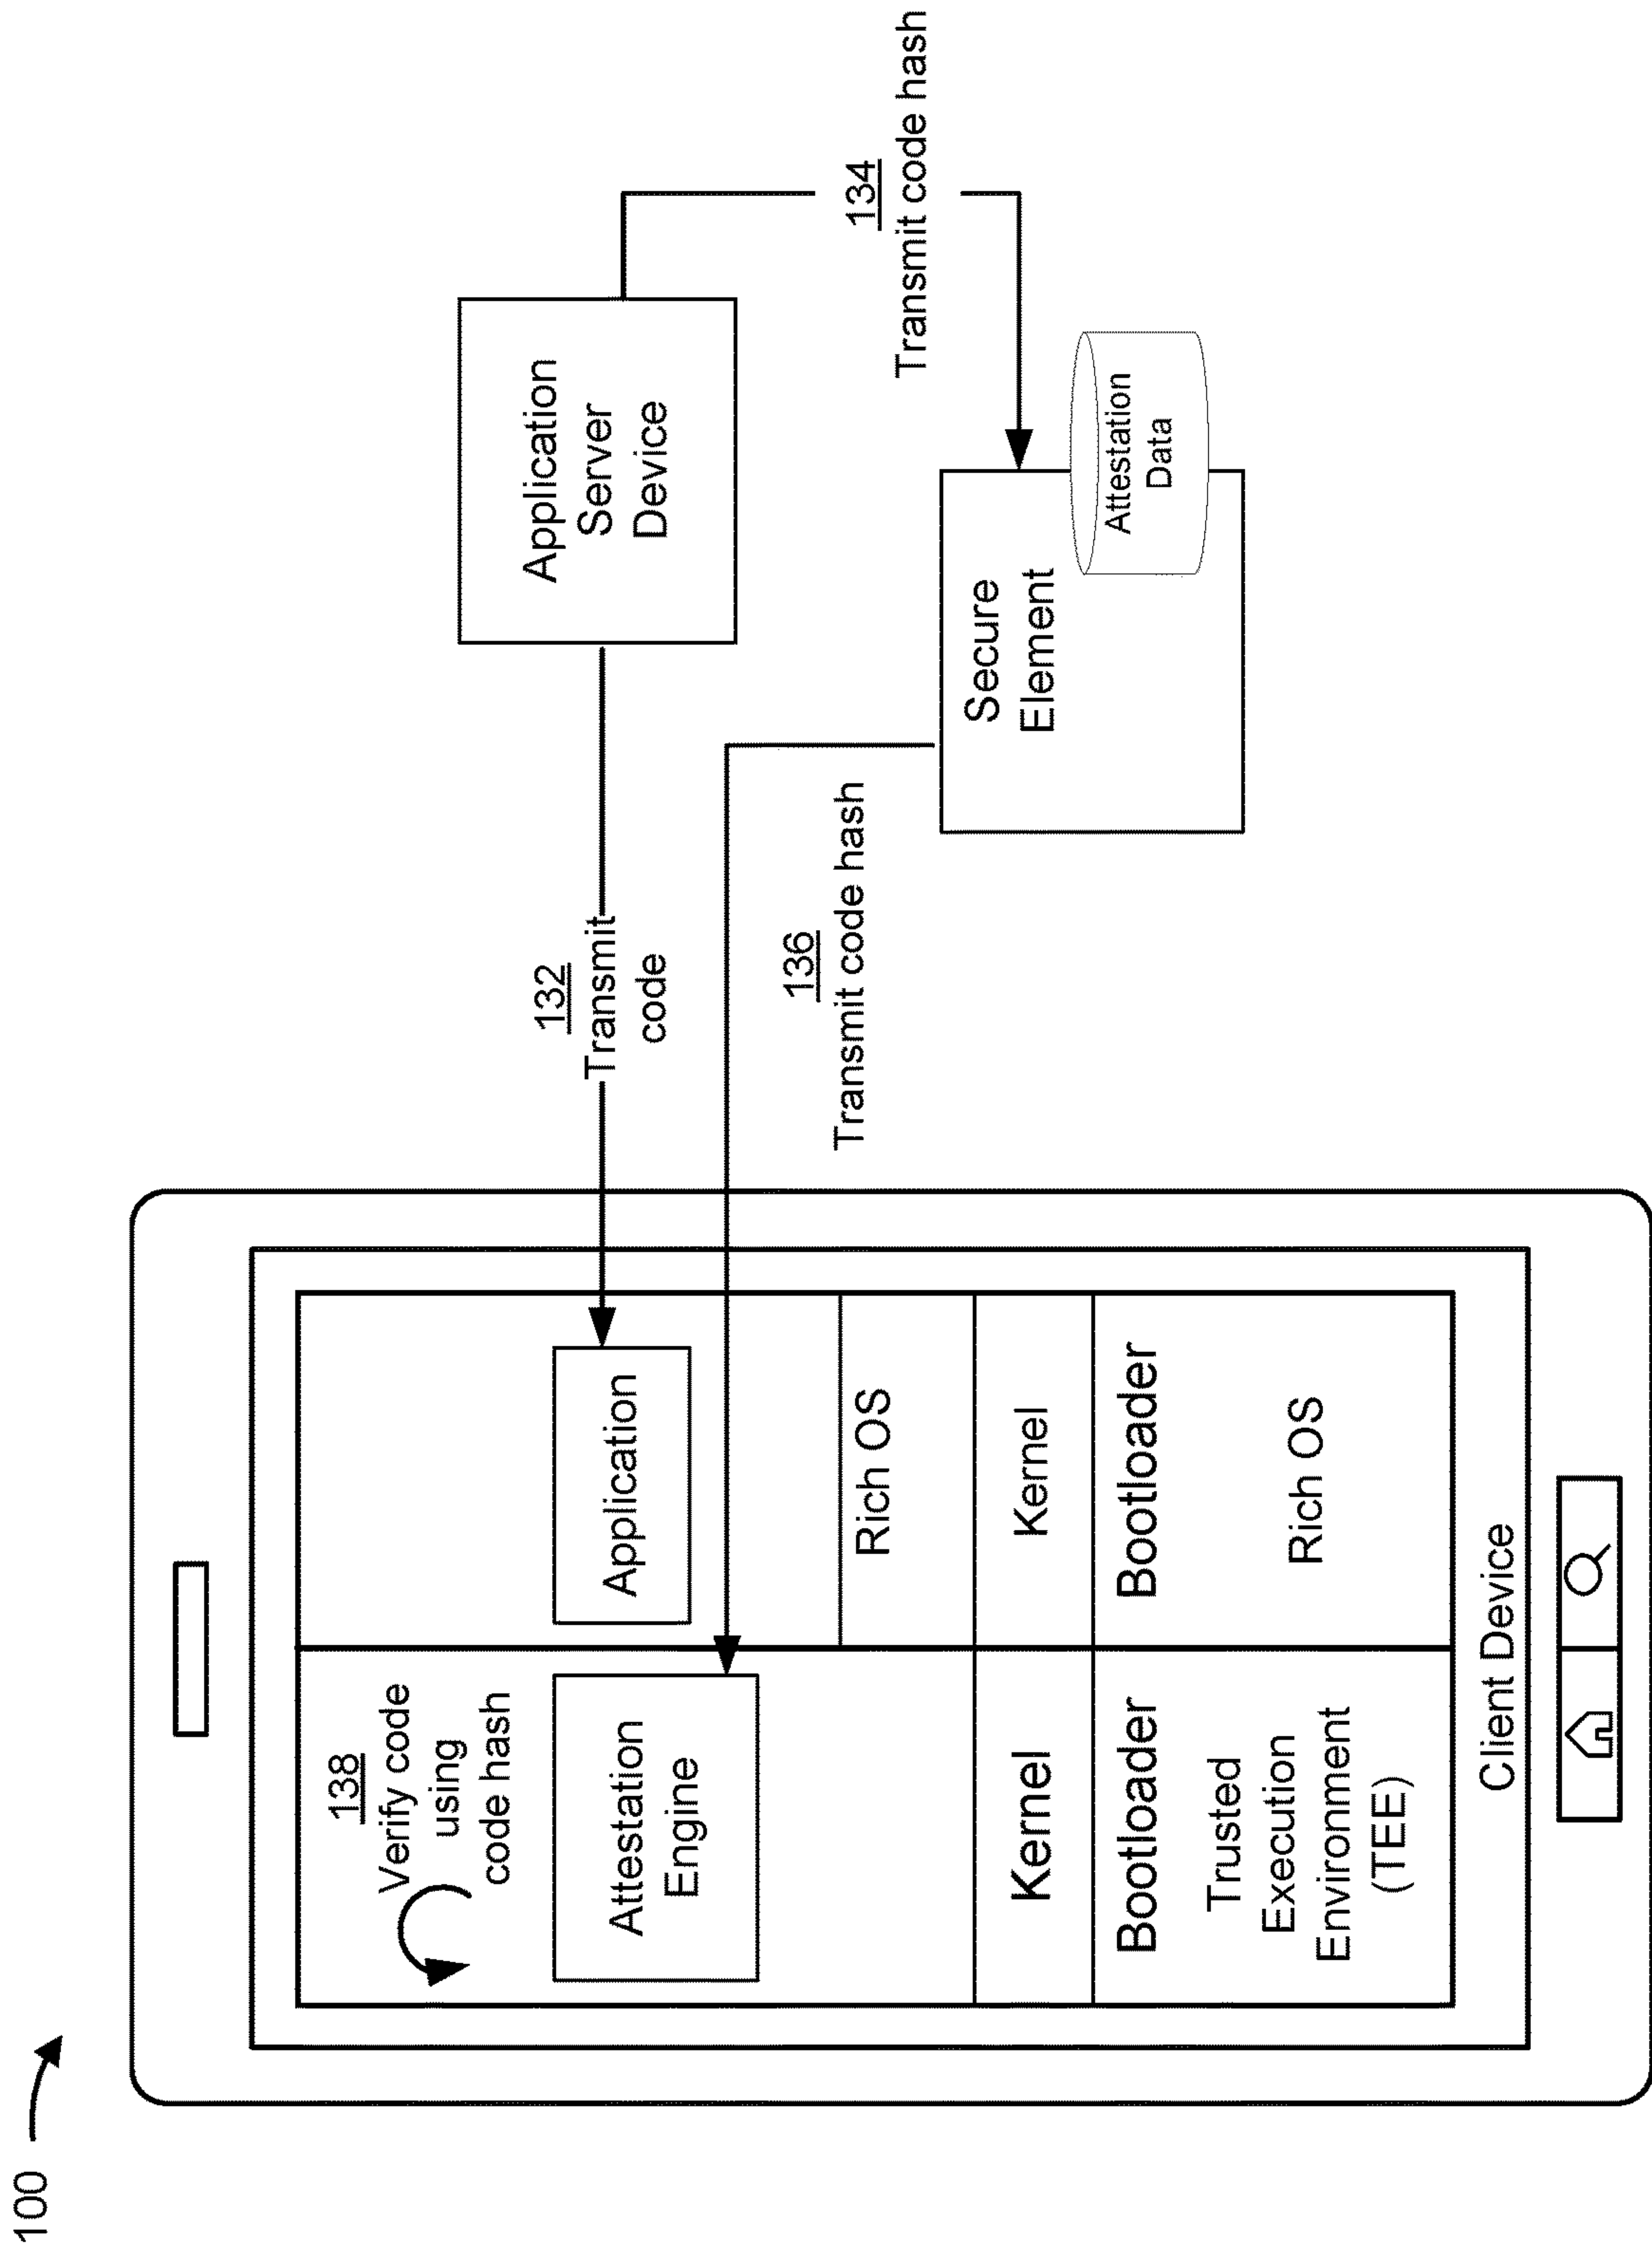 100
138
Verify code
using
code hash
Attestation
Engine
Kernel
Bootloader
Trusted
Execution
Environment
(TEE)
Application
Rich OS
Kernel
Bootloader
Rich OS
Client Device
132
Transmit
code
136
Transmit code hash
Application
Server
Device
Secure
Element
Attestation
Data
134
Transmit code hash